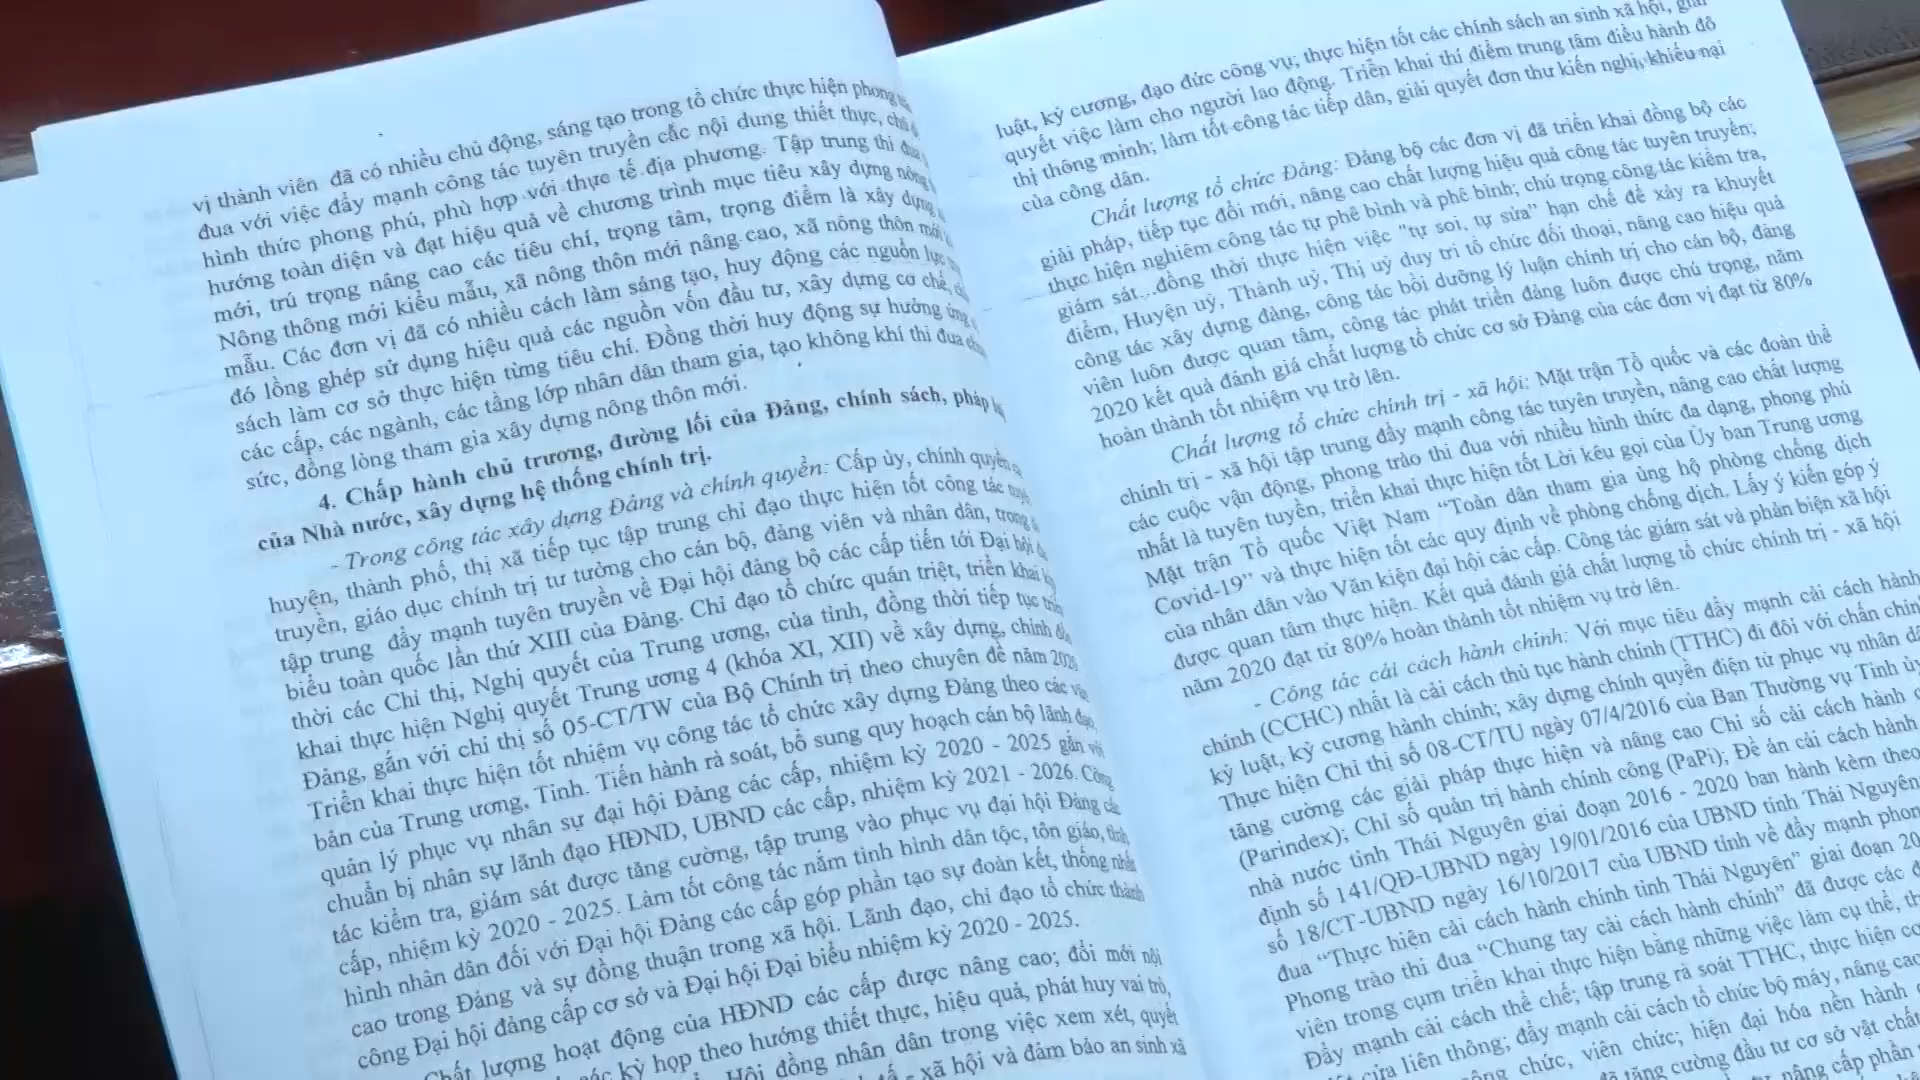 vị thành viên đã có nhiều chủ động, sáng tạo trong tổ chức thực hiện phong
đua với việc đẩy mạnh công tác tuyên truyền các nội dung thiết thực,
hình thức phong phú, phù hợp với thực tế địa phương. Tập trung thi đua
hướng toàn diện và đạt hiệu quả về chương trình mục tiêu xây dựng nông
mới, trú trọng nâng cao các tiêu chí, trọng tâm, trọng điểm là xây dựng
Nông thông mới kiểu mẫu, xã nông thôn mới nâng cao, xã nông thôn mới
mẫu. Các đơn vị đã có nhiều cách làm sáng tạo, huy động các nguồn lực
đó lồng ghép sử dụng hiệu quả các nguồn vốn đầu tư, xây dựng cơ chế,
sách làm cơ sở thực hiện từng tiêu chí. Đồng thời huy động sự hưởng ứng
các cấp, các ngành, các tầng lớp nhân dân tham gia, tạo không khí thi đua
sức, đồng lòng tham gia xây dựng nông thôn mới.
4. Chấp hành chủ trương, đường lối của Đảng, chính sách, pháp
của Nhà nước, xây dựng hệ thống chính trị.
- Trong công tác xây dựng Đảng và chính quyền: Cấp ủy, chính quyền
huyện, thành phố, thị xã tiếp tục tập trung chỉ đạo thực hiện tốt công tác
truyền, giáo dục chính trị tư tưởng cho cán bộ, đảng viên và nhân dân, trong
tập trung đẩy mạnh tuyên truyền về Đại hội đảng bộ các cấp tiến tới Đại hội
biểu toàn quốc lần thứ XIII của Đảng. Chỉ đạo tổ chức quán triệt, triển khai
thời các Chỉ thị, Nghị quyết của Trung ương, của tỉnh, đồng thời tiếp tục
khai thực hiện Nghị quyết Trung ương 4 (khóa XI, XII) về xây dựng, chỉnh
Đảng, gắn với chỉ thị số 05-CT/TW của Bộ Chính trị theo chuyên đề năm 2020
Triển khai thực hiện tốt nhiệm vụ công tác tổ chức xây dựng Đảng theo các
bản của Trung ương, Tỉnh. Tiến hành rà soát, bổ sung quy hoạch cán bộ lãnh đạo,
quản lý phục vụ nhân sự đại hội Đảng các cấp, nhiệm kỳ 2020 - 2025 gắn với
chuẩn bị nhân sự lãnh đạo HĐND, UBND các cấp, nhiệm kỳ 2021 - 2026. Công
tác kiểm tra, giám sát được tăng cường, tập trung vào phục vụ đại hội Đảng các
cấp, nhiệm kỳ 2020 - 2025. Làm tốt công tác nắm tình hình dân tộc, tôn giáo, tình
hình nhân dân đối với Đại hội Đảng các cấp góp phần tạo sự đoàn kết, thống nhất
cao trong Đảng và sự đồng thuận trong xã hội. Lãnh đạo, chỉ đạo tổ chức thành
công Đại hội đảng cấp cơ sở và Đại hội Đại biểu nhiệm kỳ 2020 - 2025.
Chất lượng hoạt động của HĐND các cấp được nâng cao; đổi mới nội
các kỳ họp theo hướng thiết thực, hiệu quả, phát huy vai trò,
Hội đồng nhân dân trong việc xem xét, quyết
- xã hội và đảm bảo an sinh xã
luật, kỷ cương, đạo đức công vụ; thực hiện tốt các chính sách an sinh xã hội, giải
quyết việc làm cho người lao động. Triển khai thí điểm trung tâm điều hành đô
thị thông minh; làm tốt công tác tiếp dân, giải quyết đơn thư kiến nghị, khiếu nại
của công dân.
Chất lượng tổ chức Đảng: Đảng bộ các đơn vị đã triển khai đồng bộ các
giải pháp, tiếp tục đổi mới, nâng cao chất lượng hiệu quả công tác tuyên truyền;
thực hiện nghiêm công tác tự phê bình và phê bình; chú trọng công tác kiểm tra,
giám sát...đồng thời thực hiện việc "tự soi, tự sửa" hạn chế để xảy ra khuyết
điểm, Huyện uỷ, Thành uỷ, Thị uỷ duy trì tổ chức đối thoại, nâng cao hiệu quả
công tác xây dựng đảng, công tác bồi dưỡng lý luận chính trị cho cán bộ, đảng
viên luôn được quan tâm, công tác phát triển đảng luôn được chú trọng, năm
2020 kết quả đánh giá chất lượng tổ chức cơ sở Đảng của các đơn vị đạt từ 80%
hoàn thành tốt nhiệm vụ trở lên.
Chất lượng tổ chức chính trị - xã hội: Mặt trận Tổ quốc và các đoàn thể
chính trị - xã hội tập trung đẩy mạnh công tác tuyên truyền, nâng cao chất lượng
các cuộc vận động, phong trào thi đua với nhiều hình thức đa dạng, phong phú
nhất là tuyên tuyền, triển khai thực hiện tốt Lời kêu gọi của Ủy ban Trung ương
Mặt trận Tổ quốc Việt Nam “Toàn dân tham gia ủng hộ phòng chống dịch
Covid-19” và thực hiện tốt các quy định về phòng chống dịch. Lấy ý kiến góp ý
của nhân dân vào Văn kiện đại hội các cấp. Công tác giám sát và phản biện xã hội
được quan tâm thực hiện. Kết quả đánh giá chất lượng tổ chức chính trị - xã hội
năm 2020 đạt từ 80% hoàn thành tốt nhiệm vụ trở lên.
- Công tác cải cách hành chính: Với mục tiêu đẩy mạnh cải cách hành
chính (CCHC) nhất là cải cách thủ tục hành chính (TTHC) đi đôi với chấn chỉnh
kỷ luật, kỷ cương hành chính; xây dựng chính quyền điện tử phục vụ nhân
Thực hiện Chỉ thị số 08-CT/TU ngày 07/4/2016 của Ban Thường vụ Tỉnh ủy
tăng cường các giải pháp thực hiện và nâng cao Chỉ số cải cách hành
(Parindex); Chỉ số quản trị hành chính công (PaPi); Đề án cải cách hành
nhà nước tỉnh Thái Nguyên giai đoạn 2016 - 2020 ban hành kèm theo
định số 141/QĐ-UBND ngày 19/01/2016 của UBND tỉnh Thái Nguyên
số 18/CT-UBND ngày 16/10/2017 của UBND tỉnh về đẩy mạnh
đua “Thực hiện cải cách hành chính tỉnh Thái Nguyên” giai đoạn
Phong trào thi đua “Chung tay cải cách hành chính” đã được các
viên trong cụm triển khai thực hiện bằng những việc làm cụ thể,
Đẩy mạnh cải cách thể chế; tập trung rà soát TTHC, thực hiện
cửa liên thông; đẩy mạnh cải cách tổ chức bộ máy, nâng cao
chức, viên chức; hiện đại hóa nền hành
tăng cường đầu tư cơ sở vật chất
nâng cấp phần